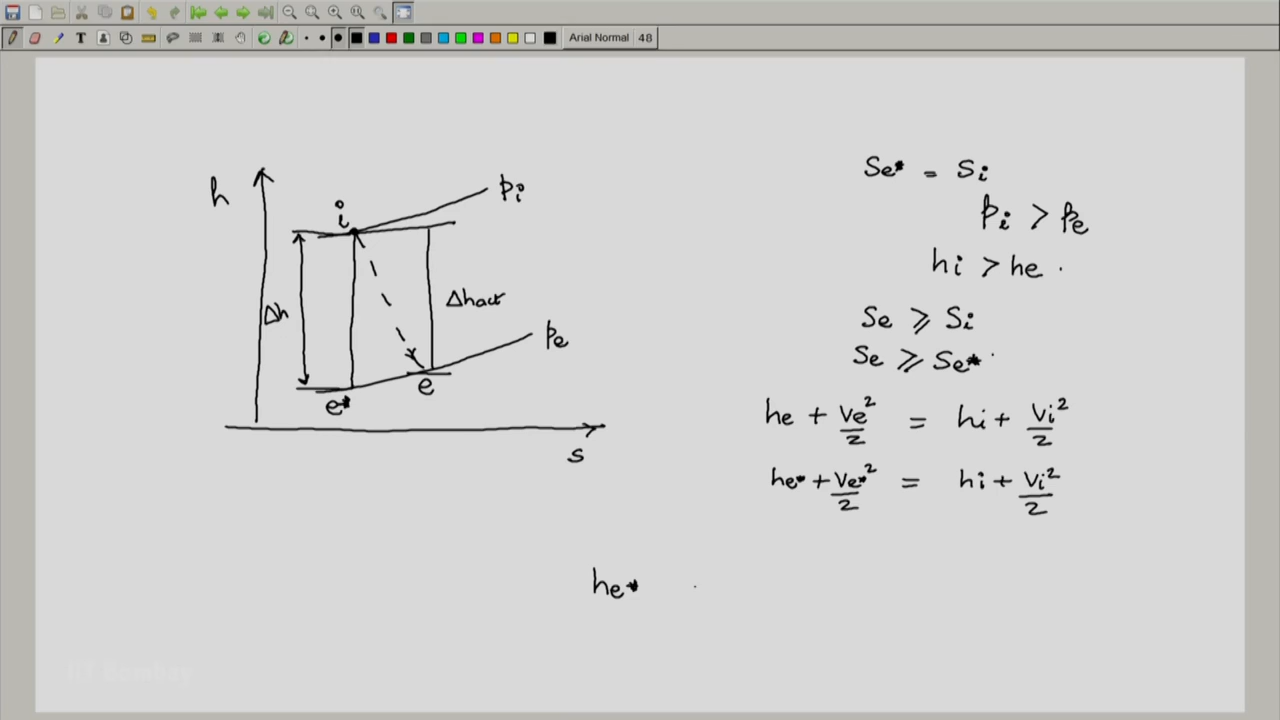 Arial Normal 48
h
i
pi
Δh
Δhact
pe
e*
e
s
Se* = Si
pi > pe
hi > he
Se ⩾ Si
Se ⩾ Se*
he + Ve²/2 = hi + Vi²/2
he* + Ve*²/2 = hi + Vi²/2
he*